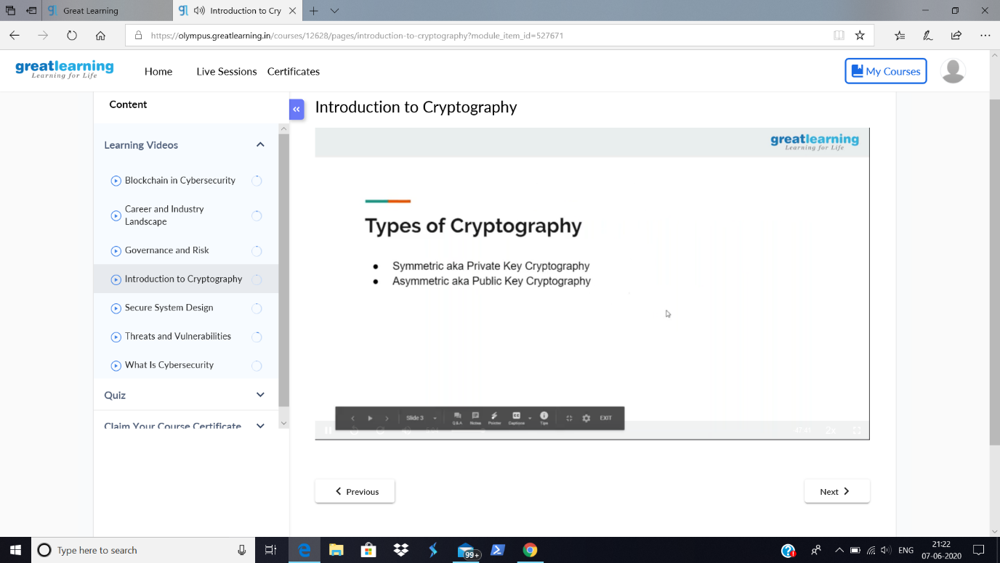 Great Learning
Introduction to Cry
https://olympus.greatlearning.in/courses/12628/pages/introduction-to-cryptography?module_item_id=527671
greatlearning
Learning for Life
Home
Live Sessions
Certificates
My Courses
Content
Learning Videos
Blockchain in Cybersecurity
Career and Industry
Landscape
Governance and Risk
Introduction to Cryptography
Secure System Design
Threats and Vulnerabilities
What Is Cybersecurity
Quiz
Claim Your Course Certificate
Introduction to Cryptography
greatlearning
Learning for Life
Types of Cryptography
• Symmetric aka Private Key Cryptography
• Asymmetric aka Public Key Cryptography
Slide 3
Q&A
Notes
Pointer
Captions
Tips
EXIT
2x
Previous
Next
Type here to search
99+
ENG
21:22
07-06-2020